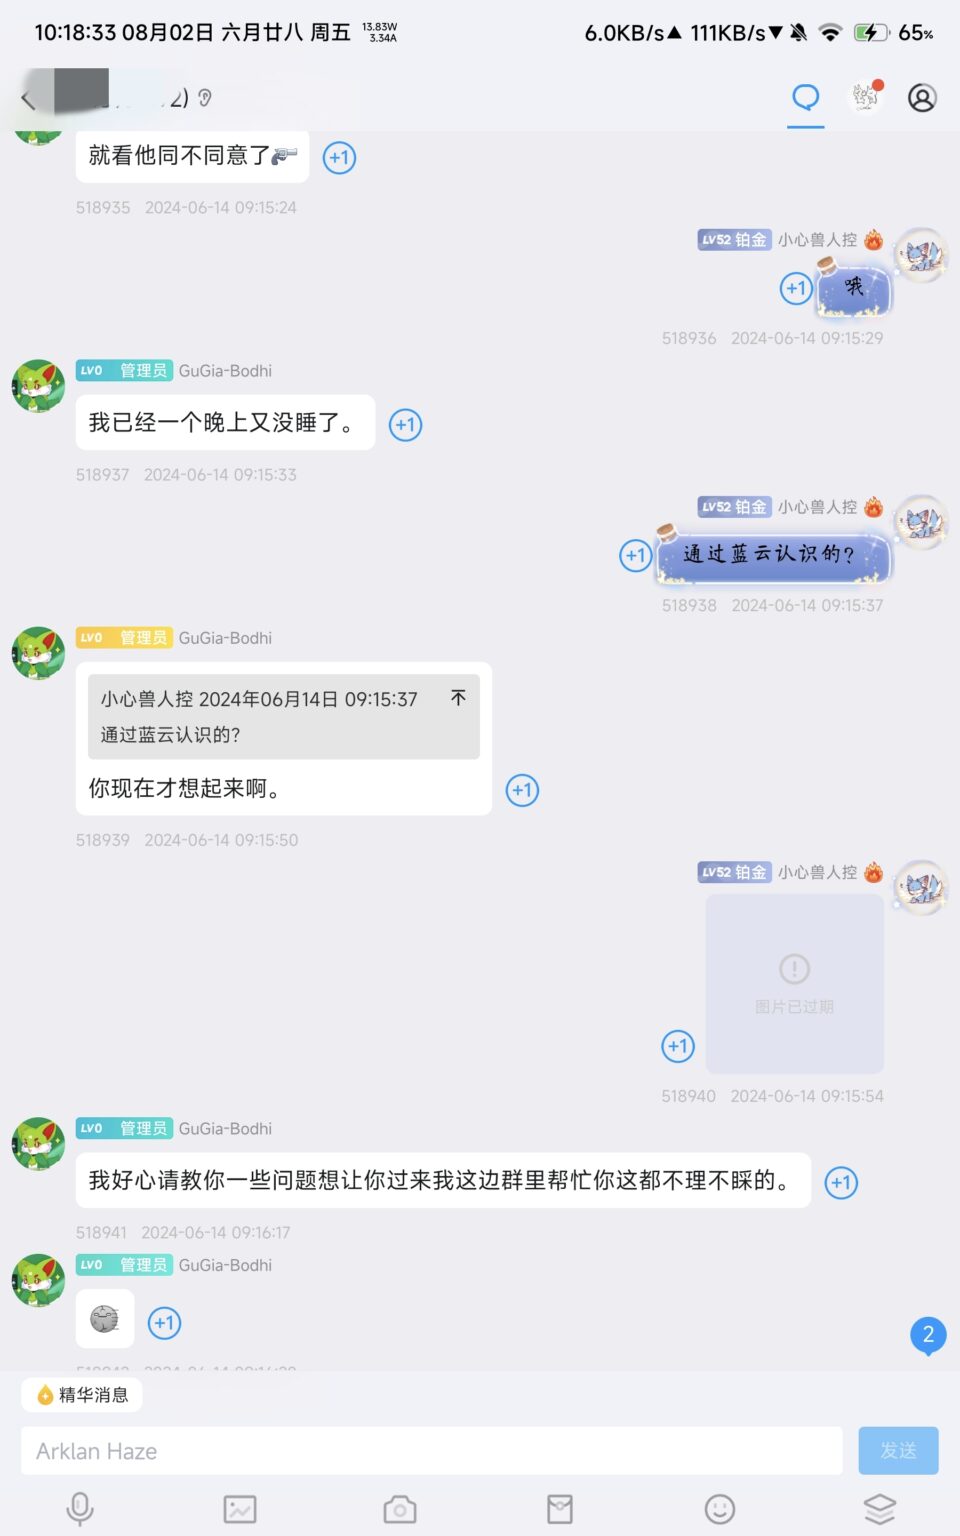 10:18:33 08月02日 六月廿八 周五 13.83W 3.34A 6.0KB/s▲ 111KB/s▼ 65%
2)
就看他同不同意了 +1
518935 2024-06-14 09:15:24
LV52 铂金 小心兽人控
+1 哦
518936 2024-06-14 09:15:29
LV0 管理员 GuGia-Bodhi
我已经一个晚上又没睡了。 +1
518937 2024-06-14 09:15:33
LV52 铂金 小心兽人控
+1 通过蓝云认识的?
518938 2024-06-14 09:15:37
LV0 管理员 GuGia-Bodhi
小心兽人控 2024年06月14日 09:15:37
通过蓝云认识的?
你现在才想起来啊。 +1
518939 2024-06-14 09:15:50
LV52 铂金 小心兽人控
图片已过期
+1
518940 2024-06-14 09:15:54
LV0 管理员 GuGia-Bodhi
我好心请教你一些问题想让你过来我这边群里帮忙你这都不理不睬的。 +1
518941 2024-06-14 09:16:17
LV0 管理员 GuGia-Bodhi
+1
2
精华消息
Arklan Haze 发送